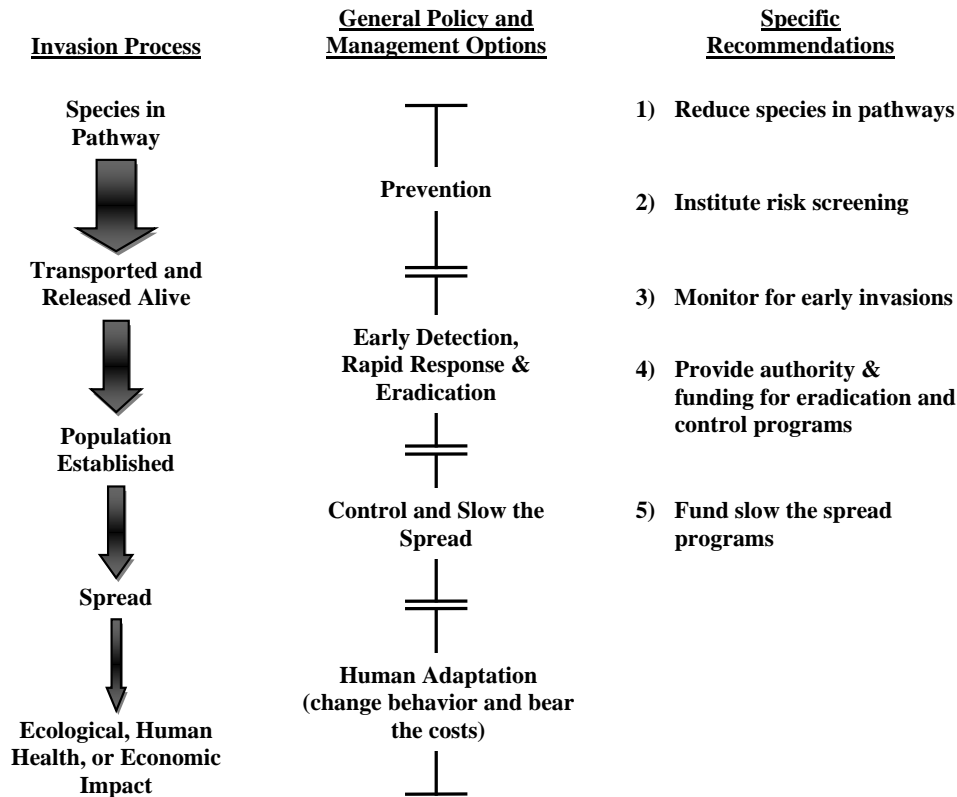 Invasion Process
Species in
Pathway
Transported and
Released Alive
Population
Established
Spread
Ecological, Human
Health, or Economic
Impact
General Policy and
Management Options
Prevention
Early Detection,
Rapid Response &
Eradication
Control and Slow the
Spread
Human Adaptation
(change behavior and bear
the costs)
Specific
Recommendations
1) Reduce species in pathways
2) Institute risk screening
3) Monitor for early invasions
4) Provide authority &
funding for eradication and
control programs
5) Fund slow the spread
programs